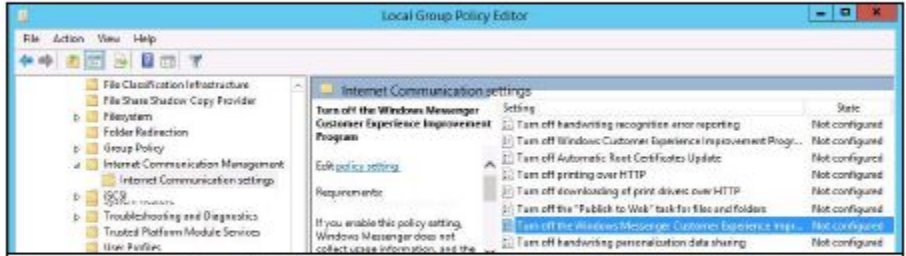 Local Group Policy Editor
File Action View Help
File Classification Infrastructure
File Share Shadow Copy Provider
Filesystem
Folder Redirection
Group Policy
Internet Communication Management
Internet Communication settings
iSCSI
Troubleshooting and Diagnostics
Trusted Platform Module Services
User Profiles
Internet Communication settings
Turn off the Windows Messenger
Customer Experience Improvement
Program
Edit policy setting
Requirements:
If you enable this policy setting,
Windows Messenger does not
collect usage information, and the
Setting State
Turn off handwriting recognition error reporting Not configured
Turn off Windows Customer Experience Improvement Progr... Not configured
Turn off Automatic Root Certificates Update Not configured
Turn off printing over HTTP Not configured
Turn off downloading of print drivers over HTTP Not configured
Turn off the "Publish to Web" task for files and folders Not configured
Turn off the Windows Messenger Customer Experience Impr... Not configured
Turn off handwriting personalization data sharing Not configured